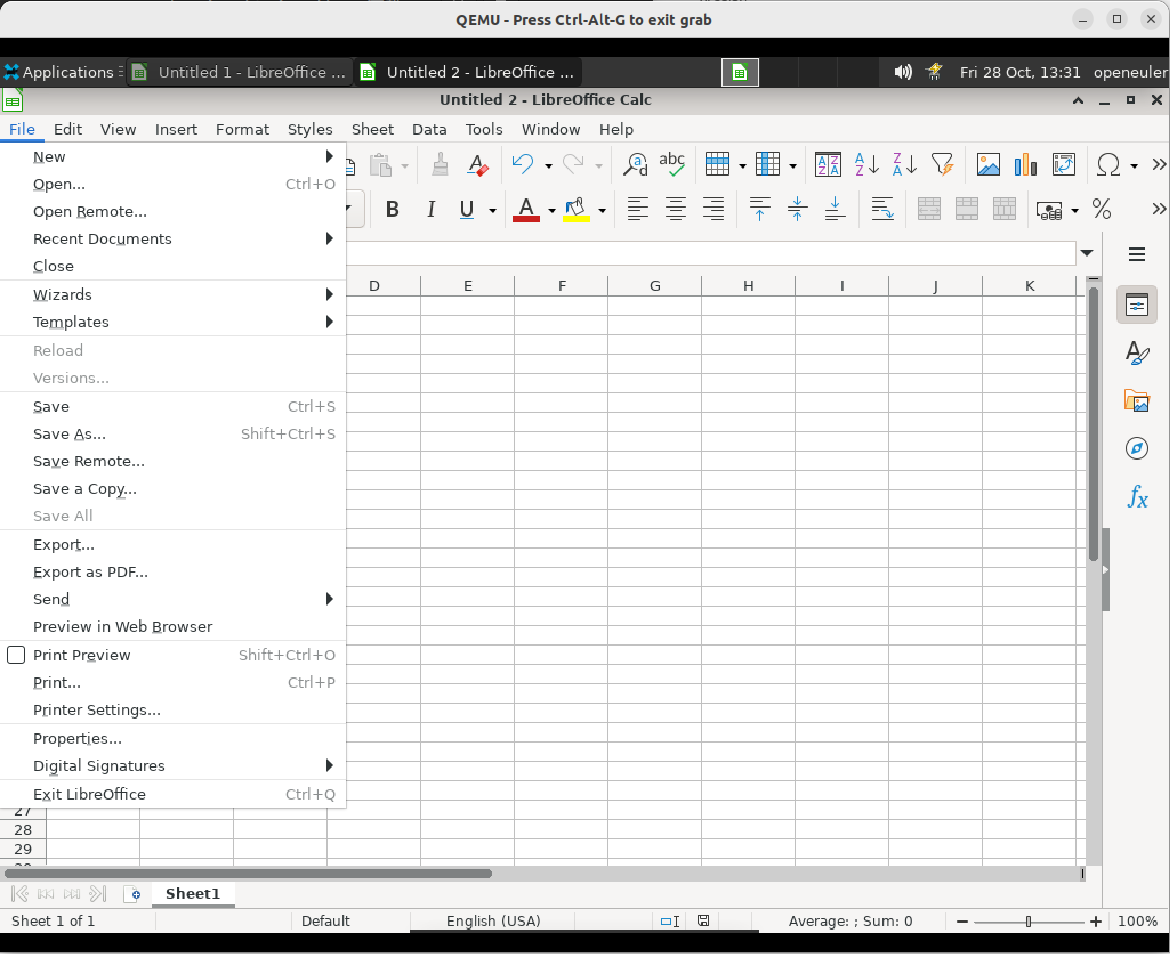 QEMU - Press Ctrl-Alt-G to exit grab
Applications Untitled 1 - LibreOffice ... Untitled 2 - LibreOffice ... Fri 28 Oct, 13:31 openeuler
Untitled 2 - LibreOffice Calc
File Edit View Insert Format Styles Sheet Data Tools Window Help
New
Open... Ctrl+O
Open Remote...
Recent Documents
Close
Wizards
Templates
Reload
Versions...
Save Ctrl+S
Save As... Shift+Ctrl+S
Save Remote...
Save a Copy...
Save All
Export...
Export as PDF...
Send
Preview in Web Browser
Print Preview Shift+Ctrl+O
Print... Ctrl+P
Printer Settings...
Properties...
Digital Signatures
Exit LibreOffice Ctrl+Q
abc A Z Z A Ω
B I U A %
D E F G H I J K
fx
27
28
29
Sheet1
Sheet 1 of 1 Default English (USA) Average: ; Sum: 0 100%